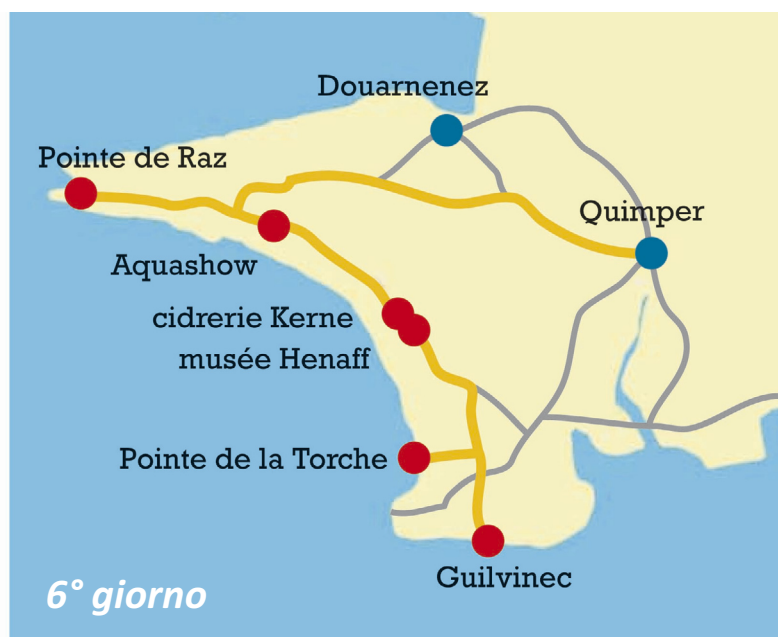 Douarnenez
Pointe de Raz
Quimper
Aquashow
cidrerie Kerne
musée Henaff
Pointe de la Torche
Guilvinec
6° giorno